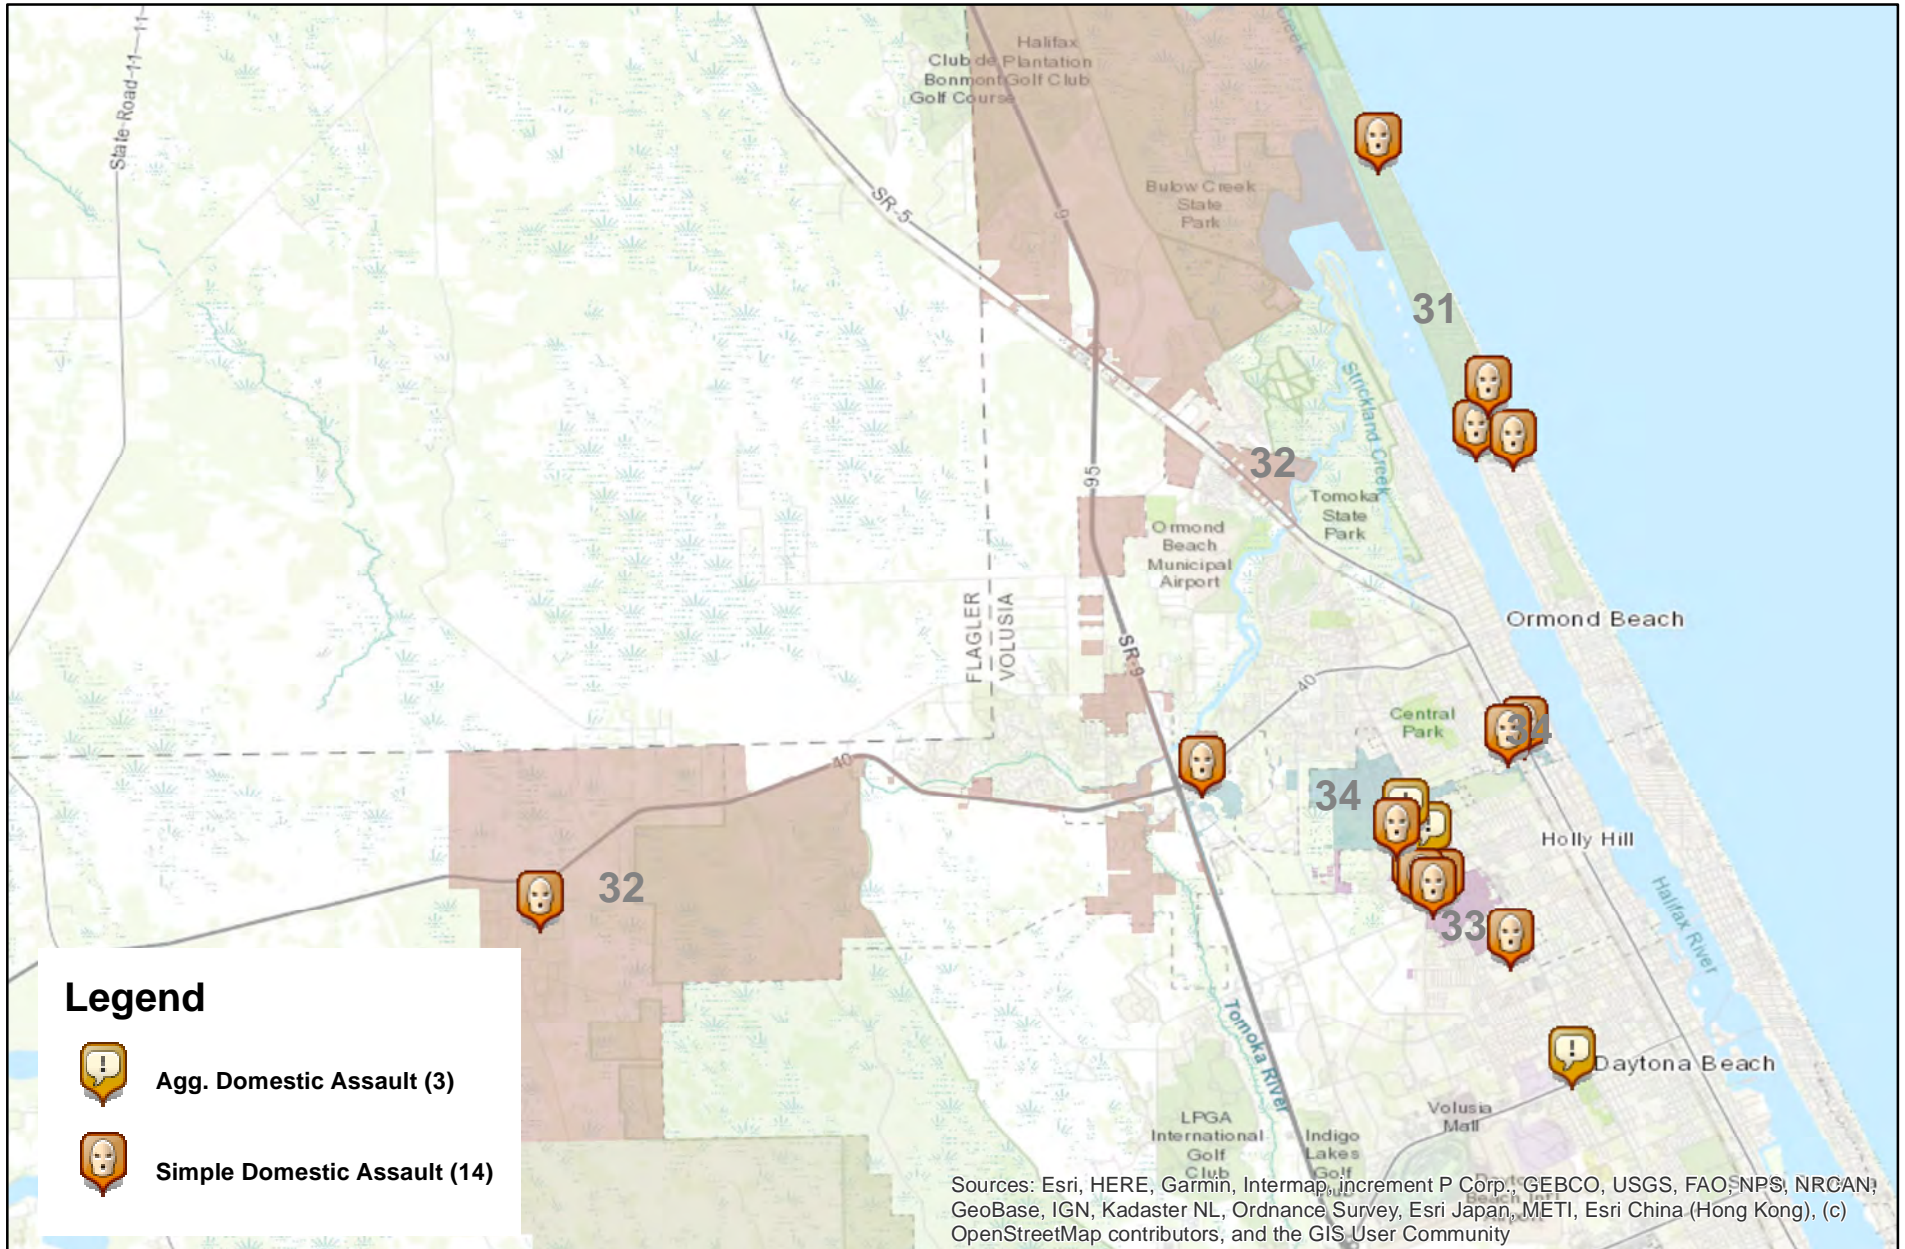 State Road 11
11
Creek
Halifax
Plantation
Golf Club
Club de
Bonmont
Golf Course
SR-5
9
Bulow Creek
State
Park
31
Strickland Creek
32
95
Tomoka
State
Park
Ormond
Beach
Municipal
Airport
FLAGLER
VOLUSIA
SR-9
Ormond Beach
40
Central
Park
34
40
34
Holly Hill
32
33
Halifax River
Legend
Agg. Domestic Assault (3)
Simple Domestic Assault (14)
Tomoka River
Daytona Beach
Volusia
Mall
LPGA
International
Golf
Club
Indigo
Lakes
Golf
Sources: Esri, HERE, Garmin, Intermap, increment P Corp., GEBCO, USGS, FAO, NPS, NRCAN,
GeoBase, IGN, Kadaster NL, Ordnance Survey, Esri Japan, METI, Esri China (Hong Kong), (c)
OpenStreetMap contributors, and the GIS User Community